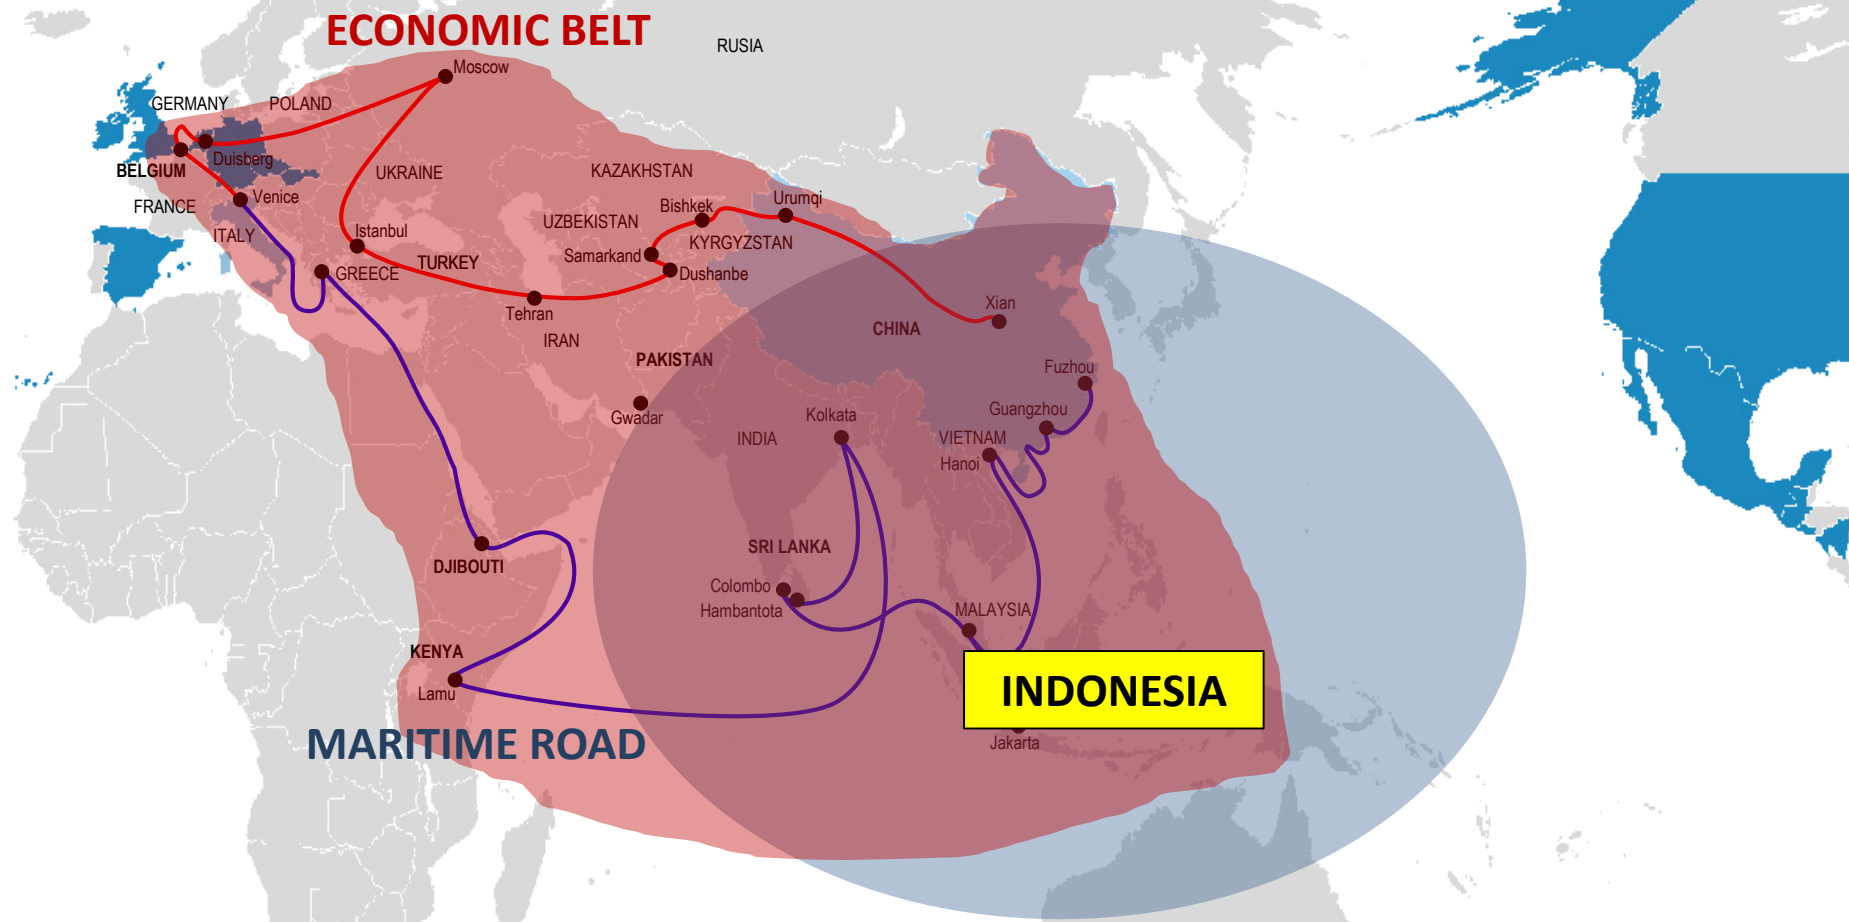 ECONOMIC BELT
RUSIA
Moscow
GERMANY
POLAND
Duisberg
BELGIUM
UKRAINE
KAZAKHSTAN
Venice
FRANCE
Bishkek
Urumqi
ITALY
Istanbul
UZBEKISTAN
KYRGYZSTAN
Samarkand
TURKEY
GREECE
Dushanbe
Tehran
Xian
IRAN
CHINA
PAKISTAN
Fuzhou
Gwadar
Kolkata
Guangzhou
INDIA
VIETNAM
Hanoi
SRI LANKA
DJIBOUTI
Colombo
Hambantota
MALAYSIA
KENYA
Lamu
INDONESIA
MARITIME ROAD
Jakarta